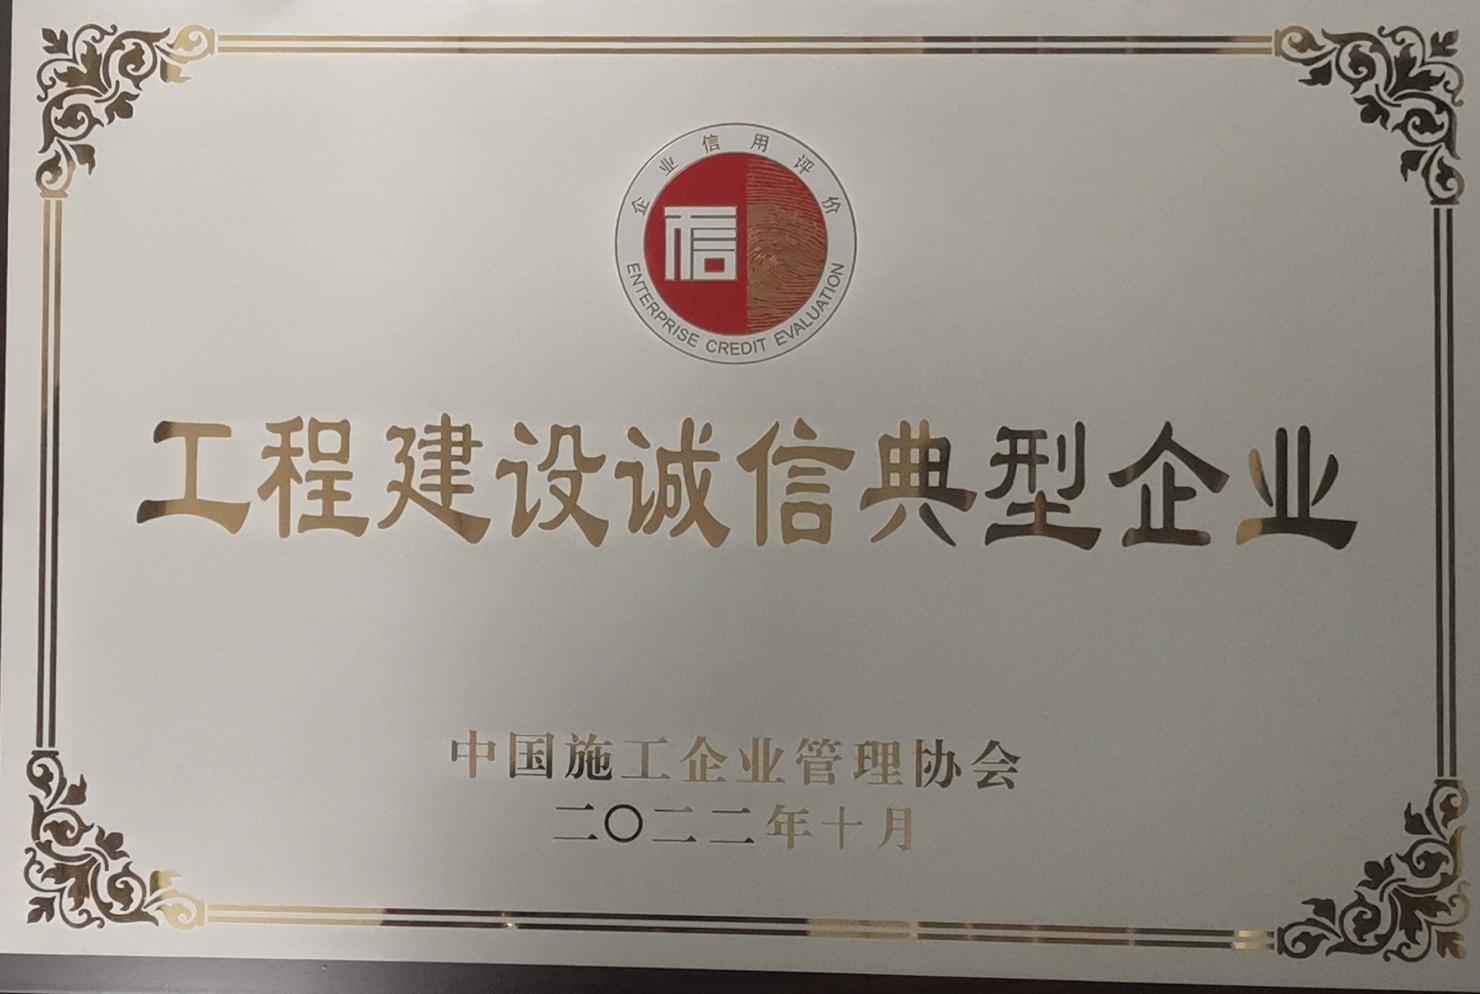 企业信用评价
信
ENTERPRISE CREDIT EVALUATION
工程建设诚信典型企业
中国施工企业管理协会
二〇二二年十月